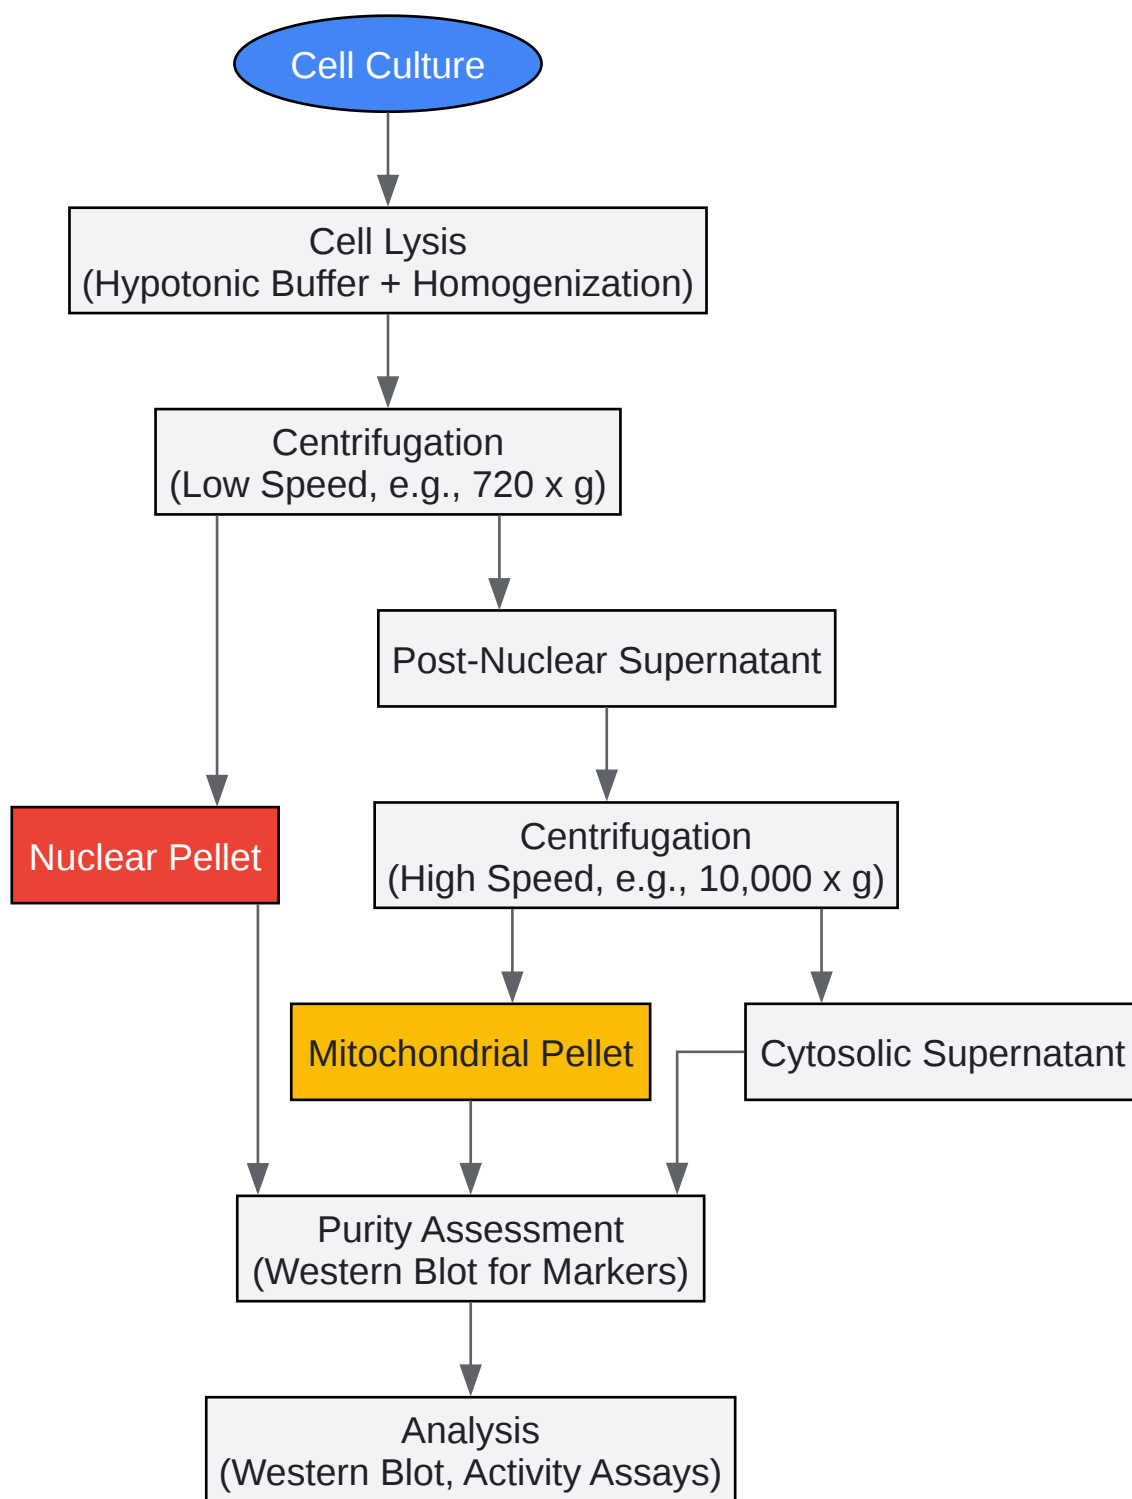 Cell Culture
Cell Lysis
(Hypotonic Buffer + Homogenization)
Centrifugation
(Low Speed, e.g., 720 x g)
Post-Nuclear Supernatant
Nuclear Pellet
Centrifugation
(High Speed, e.g., 10,000 x g)
Mitochondrial Pellet
Cytosolic Supernatant
Purity Assessment
(Western Blot for Markers)
Analysis
(Western Blot, Activity Assays)